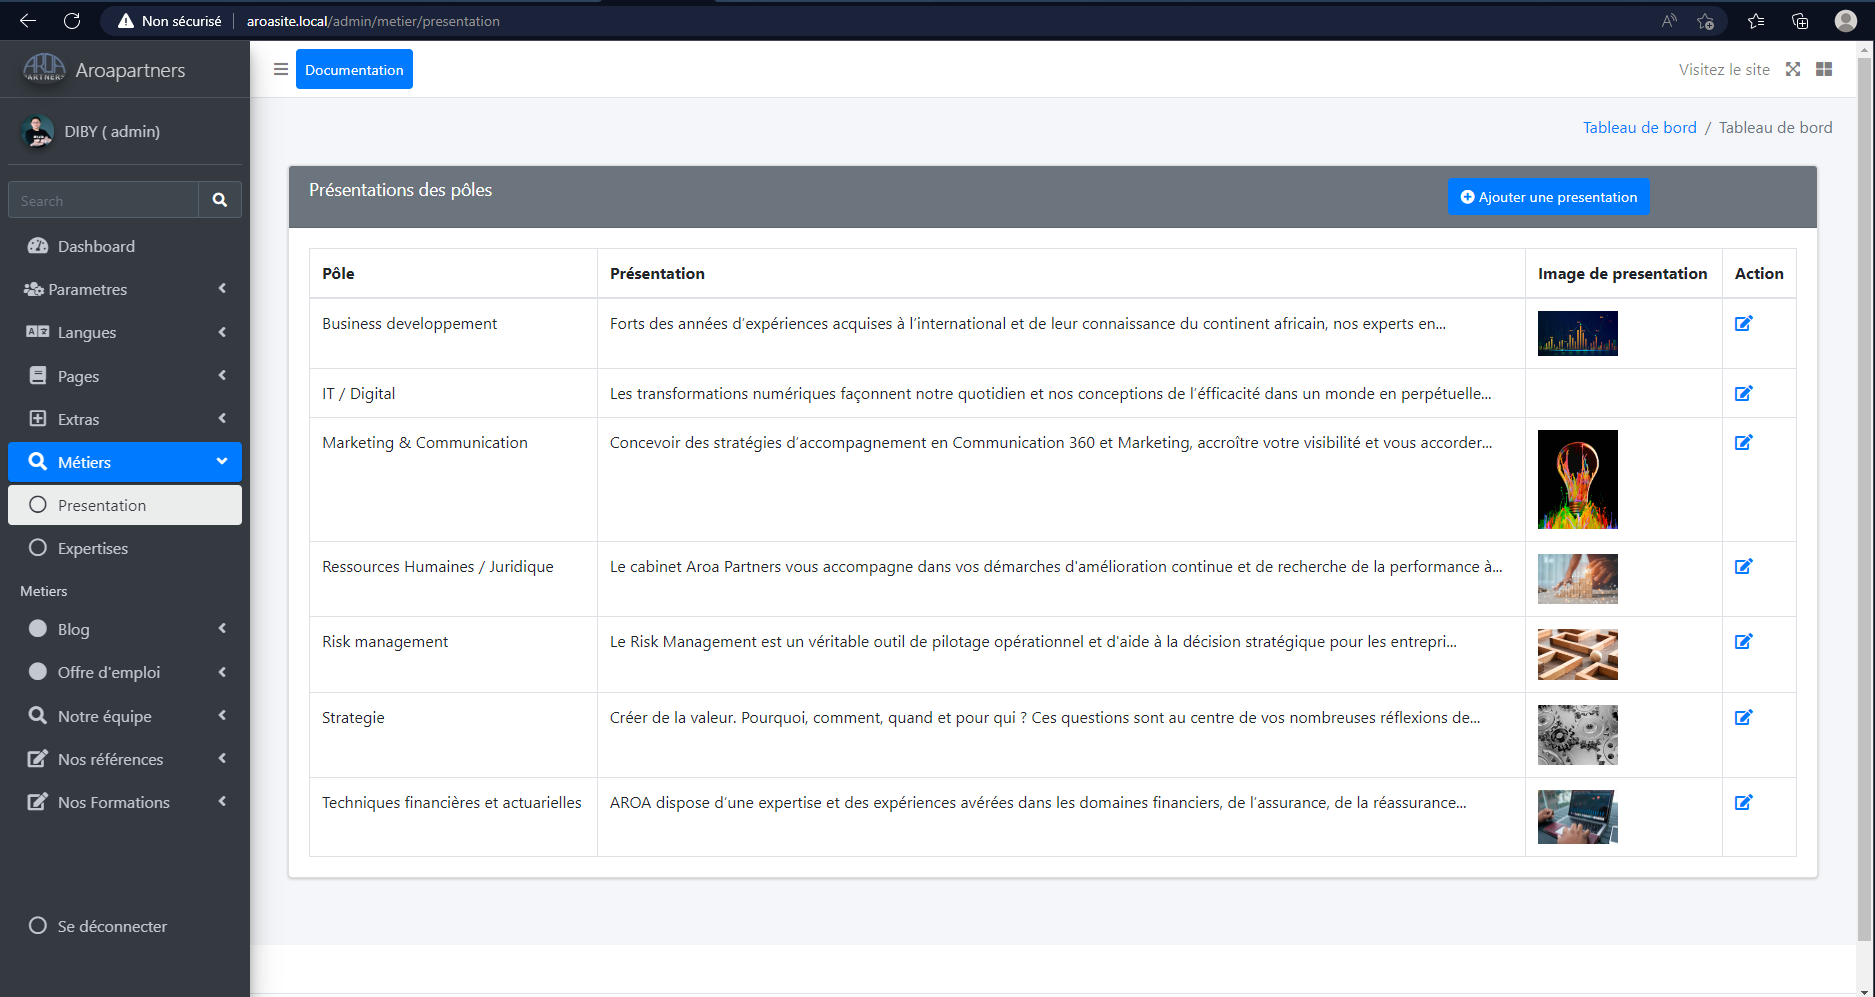 Non sécurisé
aroasite.local/admin/metier/presentation
AROA
PARTNERS
Aroapartners
Documentation
Visitez le site
DIBY ( admin)
Tableau de bord / Tableau de bord
Search
Dashboard
Parametres
Langues
Pages
Extras
Métiers
Presentation
Expertises
Metiers
Blog
Offre d'emploi
Notre équipe
Nos références
Nos Formations
Se déconnecter
Présentations des pôles
Ajouter une presentation
Pôle Présentation Image de presentation Action
Business developpement Forts des années d’expériences acquises à l’international et de leur connaissance du continent africain, nos experts en...
IT / Digital Les transformations numériques façonnent notre quotidien et nos conceptions de l’éfficacité dans un monde en perpétuelle...
Marketing & Communication Concevoir des stratégies d’accompagnement en Communication 360 et Marketing, accroître votre visibilité et vous accorder...
Ressources Humaines / Juridique Le cabinet Aroa Partners vous accompagne dans vos démarches d'amélioration continue et de recherche de la performance à...
Risk management Le Risk Management est un véritable outil de pilotage opérationnel et d'aide à la décision stratégique pour les entrepri...
Strategie Créer de la valeur. Pourquoi, comment, quand et pour qui ? Ces questions sont au centre de vos nombreuses réflexions de...
Techniques financières et actuarielles AROA dispose d’une expertise et des expériences avérées dans les domaines financiers, de l’assurance, de la réassurance...